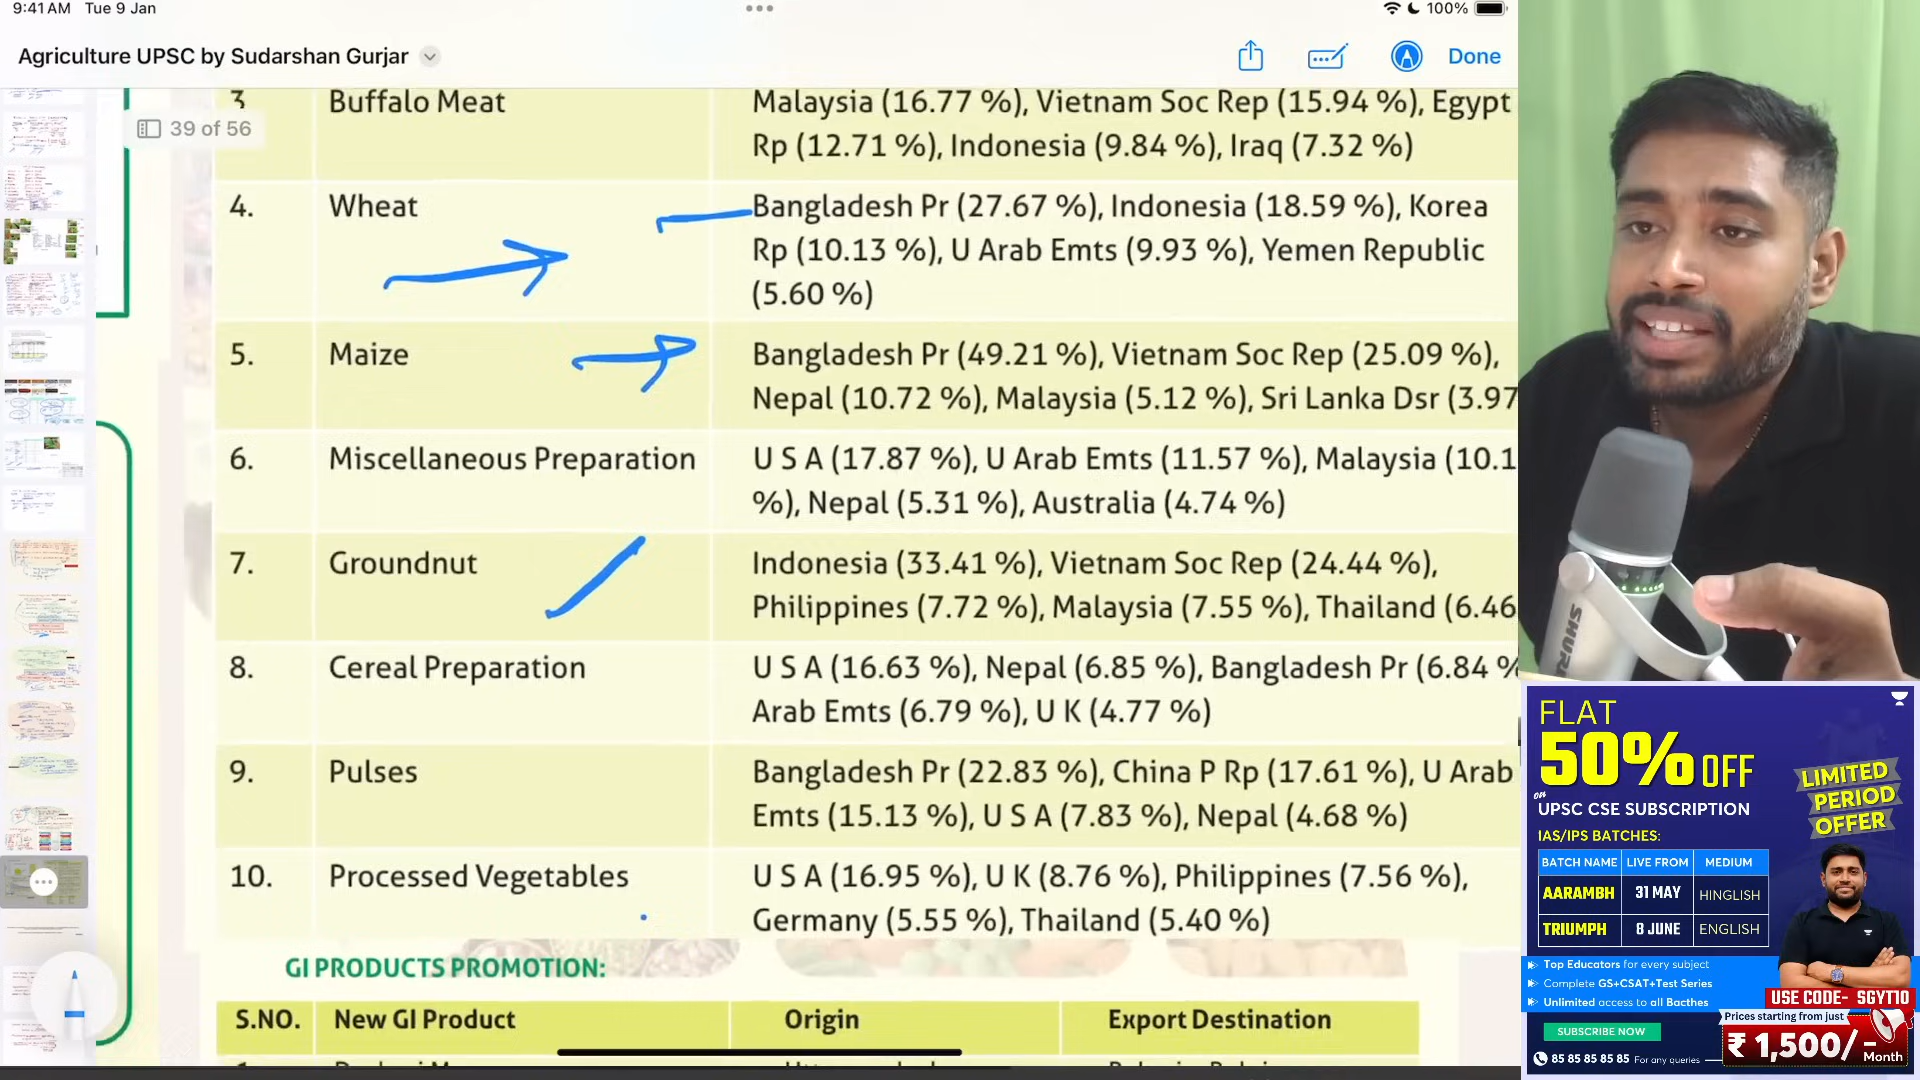 9:41 AM Tue 9 Jan
100%
Agriculture UPSC by Sudarshan Gurjar
Done
39 of 56
3 Buffalo Meat Malaysia (16.77 %), Vietnam Soc Rep (15.94 %), Egypt
Rp (12.71 %), Indonesia (9.84 %), Iraq (7.32 %)
4. Wheat Bangladesh Pr (27.67 %), Indonesia (18.59 %), Korea
Rp (10.13 %), U Arab Emts (9.93 %), Yemen Republic
(5.60 %)
5. Maize Bangladesh Pr (49.21 %), Vietnam Soc Rep (25.09 %),
Nepal (10.72 %), Malaysia (5.12 %), Sri Lanka Dsr (3.97
6. Miscellaneous Preparation U S A (17.87 %), U Arab Emts (11.57 %), Malaysia (10.1
%), Nepal (5.31 %), Australia (4.74 %)
7. Groundnut Indonesia (33.41 %), Vietnam Soc Rep (24.44 %),
Philippines (7.72 %), Malaysia (7.55 %), Thailand (6.46
8. Cereal Preparation U S A (16.63 %), Nepal (6.85 %), Bangladesh Pr (6.84 %
Arab Emts (6.79 %), U K (4.77 %)
9. Pulses Bangladesh Pr (22.83 %), China P Rp (17.61 %), U Arab
Emts (15.13 %), U S A (7.83 %), Nepal (4.68 %)
10. Processed Vegetables U S A (16.95 %), U K (8.76 %), Philippines (7.56 %),
Germany (5.55 %), Thailand (5.40 %)
GI PRODUCTS PROMOTION:
S.NO. New GI Product Origin Export Destination
SHURE
FLAT
50% OFF
on UPSC CSE SUBSCRIPTION
LIMITED
PERIOD
OFFER
IAS/IPS BATCHES:
BATCH NAME LIVE FROM MEDIUM
AARAMBH 31 MAY HINGLISH
TRIUMPH 8 JUNE ENGLISH
Top Educators for every subject
Complete GS+CSAT+Test Series
Unlimited access to all Bacthes
USE CODE- SGYT10
SUBSCRIBE NOW
Prices starting from just
₹ 1,500/-
Month
85 85 85 85 85 For any queries